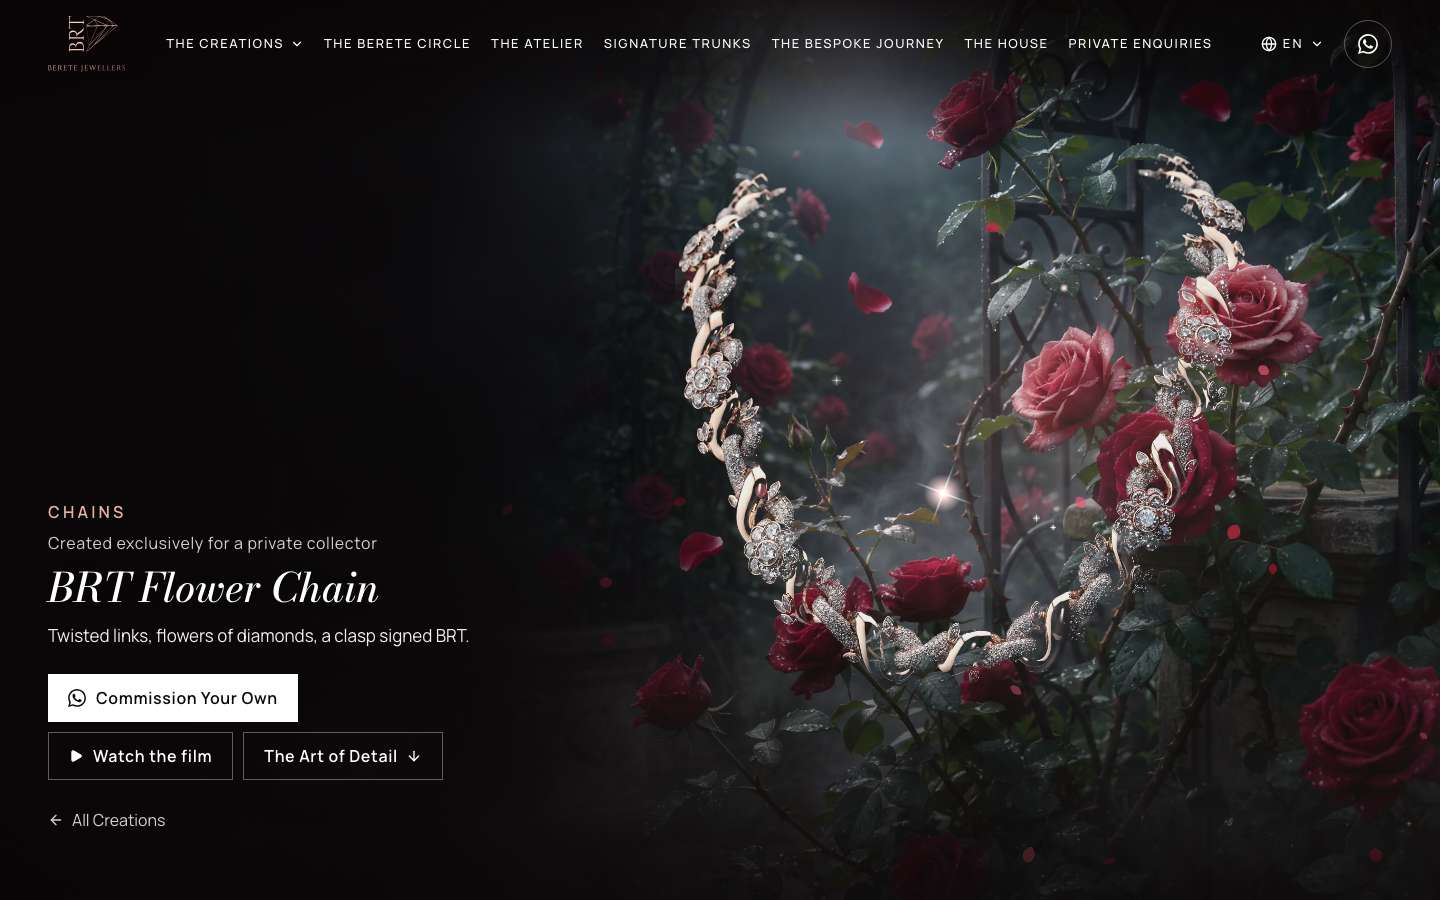 BRT
BERETE JEWELLERS
THE CREATIONS
THE BERETE CIRCLE
THE ATELIER
SIGNATURE TRUNKS
THE BESPOKE JOURNEY
THE HOUSE
PRIVATE ENQUIRIES
EN
CHAINS
Created exclusively for a private collector
BRT Flower Chain
Twisted links, flowers of diamonds, a clasp signed BRT.
Commission Your Own
Watch the film
The Art of Detail
All Creations